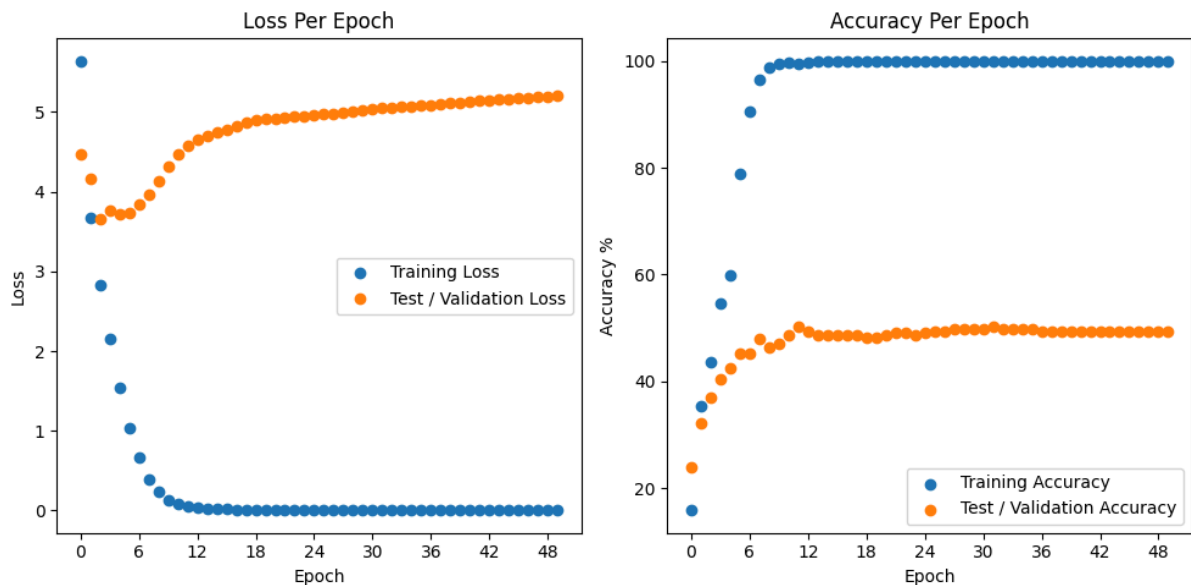 Loss Per Epoch
Loss
5
4
3
2
1
0
Training Loss
Test / Validation Loss
0 6 12 18 24 30 36 42 48
Epoch
Accuracy Per Epoch
Accuracy %
100
80
60
40
20
Training Accuracy
Test / Validation Accuracy
0 6 12 18 24 30 36 42 48
Epoch